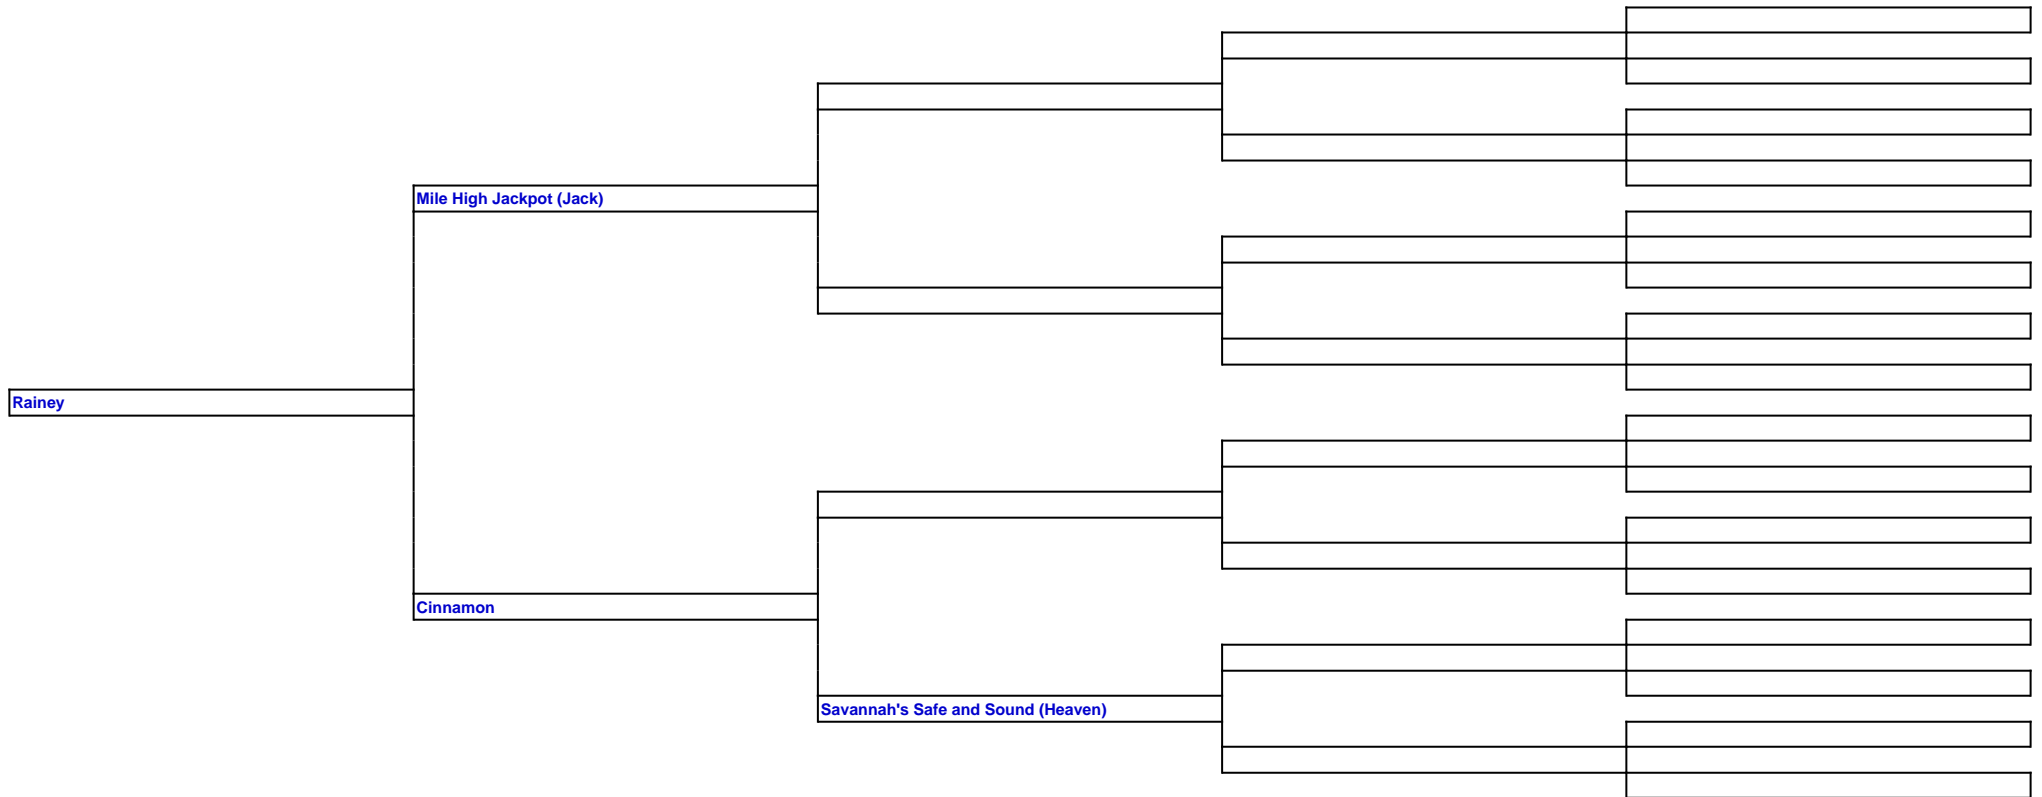 Mile High Jackpot (Jack)
Rainey
Cinnamon
Savannah's Safe and Sound (Heaven)